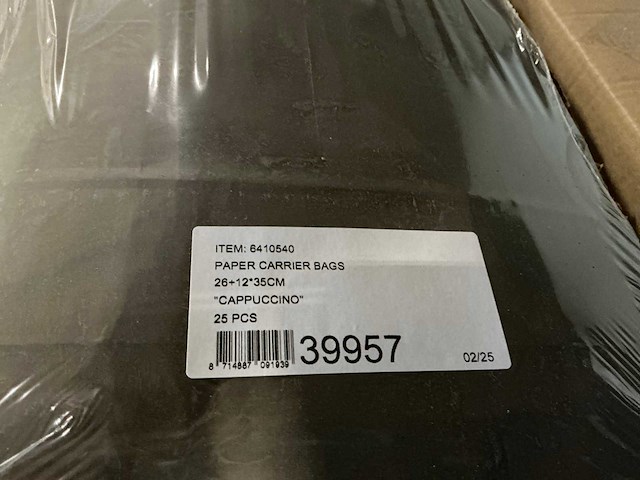 ITEM: 6410540
PAPER CARRIER BAGS
26+12*35CM
"CAPPUCCINO"
25 PCS
8 714887 091939
39957
02/25